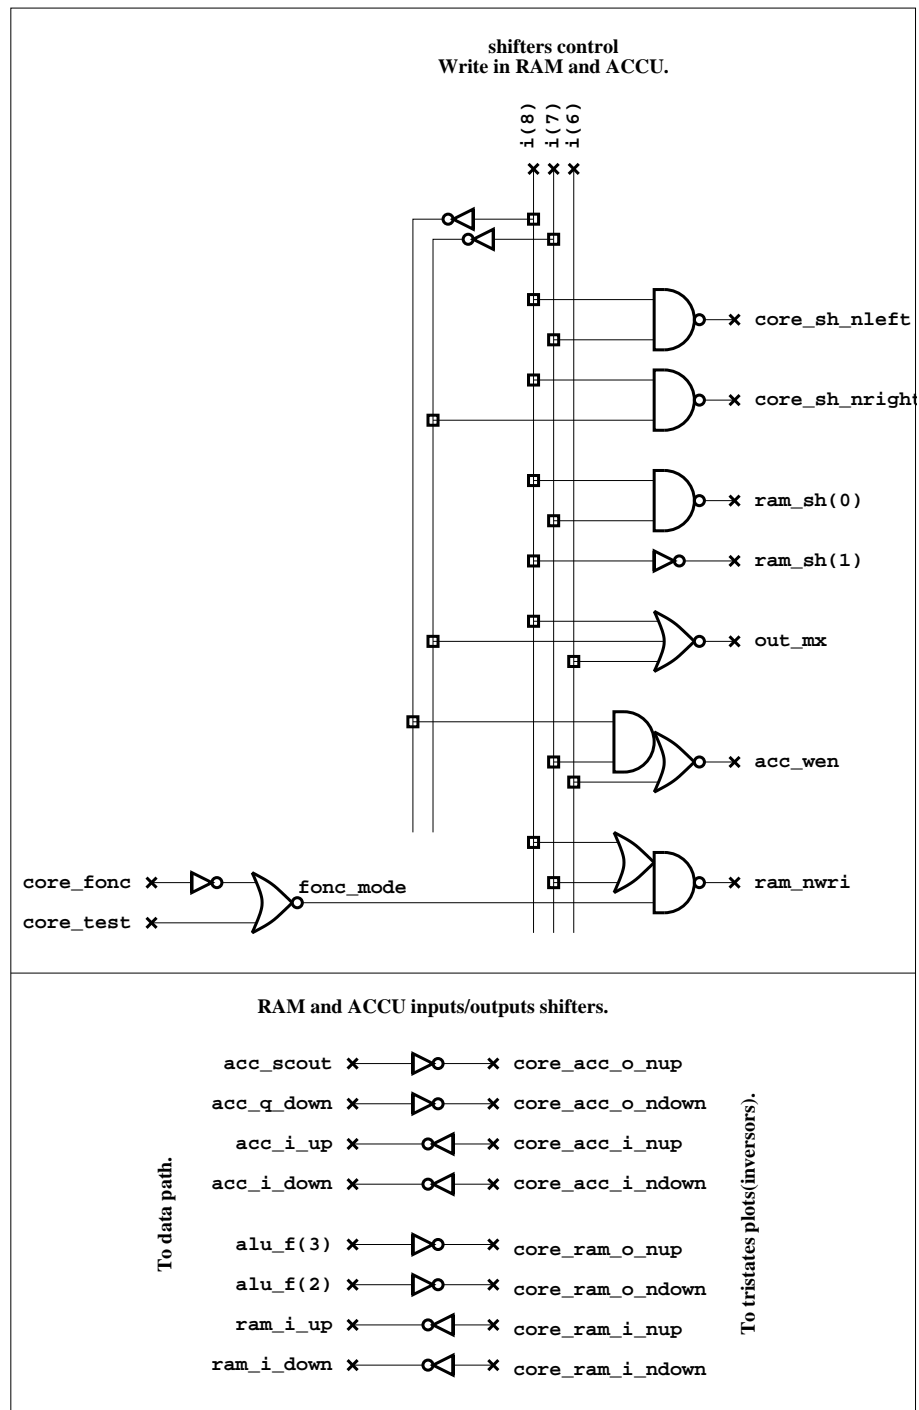 shifters control
Write in RAM and ACCU.
i(8)
i(7)
i(6)
core_sh_nleft
core_sh_nright
ram_sh(0)
ram_sh(1)
out_mx
acc_wen
core_fonc
fonc_mode
ram_nwri
core_test
RAM and ACCU inputs/outputs shifters.
acc_scout core_acc_o_nup
acc_q_down core_acc_o_ndown
acc_i_up core_acc_i_nup
acc_i_down core_acc_i_ndown
To data path.
To tristates plots(inversors).
alu_f(3) core_ram_o_nup
alu_f(2) core_ram_o_ndown
ram_i_up core_ram_i_nup
ram_i_down core_ram_i_ndown